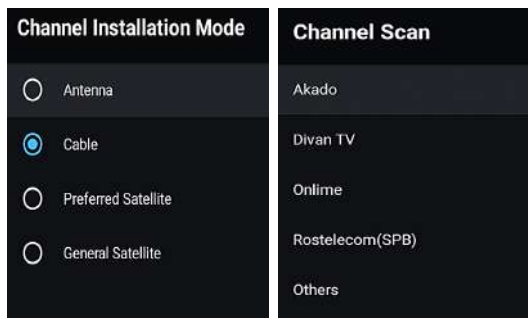 Channel Installation Mode
Antenna
Cable
Preferred Satellite
General Satellite
Channel Scan
Akado
Divan TV
Onlime
Rostelecom(SPB)
Others